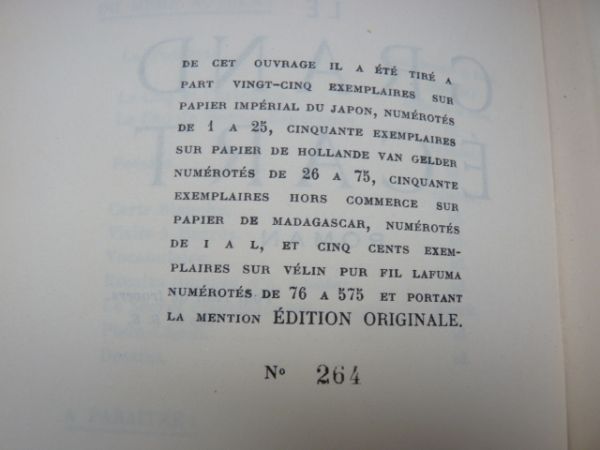 DE CET OUVRAGE IL A ÉTÉ TIRÉ A
PART VINGT-CINQ EXEMPLAIRES SUR
PAPIER IMPÉRIAL DU JAPON, NUMÉROTÉS
DE 1 A 25, CINQUANTE EXEMPLAIRES
SUR PAPIER DE HOLLANDE VAN GELDER
NUMÉROTÉS DE 26 A 75, CINQUANTE
EXEMPLAIRES HORS COMMERCE SUR
PAPIER DE MADAGASCAR, NUMÉROTÉS
DE I A L, ET CINQ CENTS EXEM-
PLAIRES SUR VÉLIN PUR FIL LAFUMA
NUMÉROTÉS DE 76 A 575 ET PORTANT
LA MENTION ÉDITION ORIGINALE.
No 264